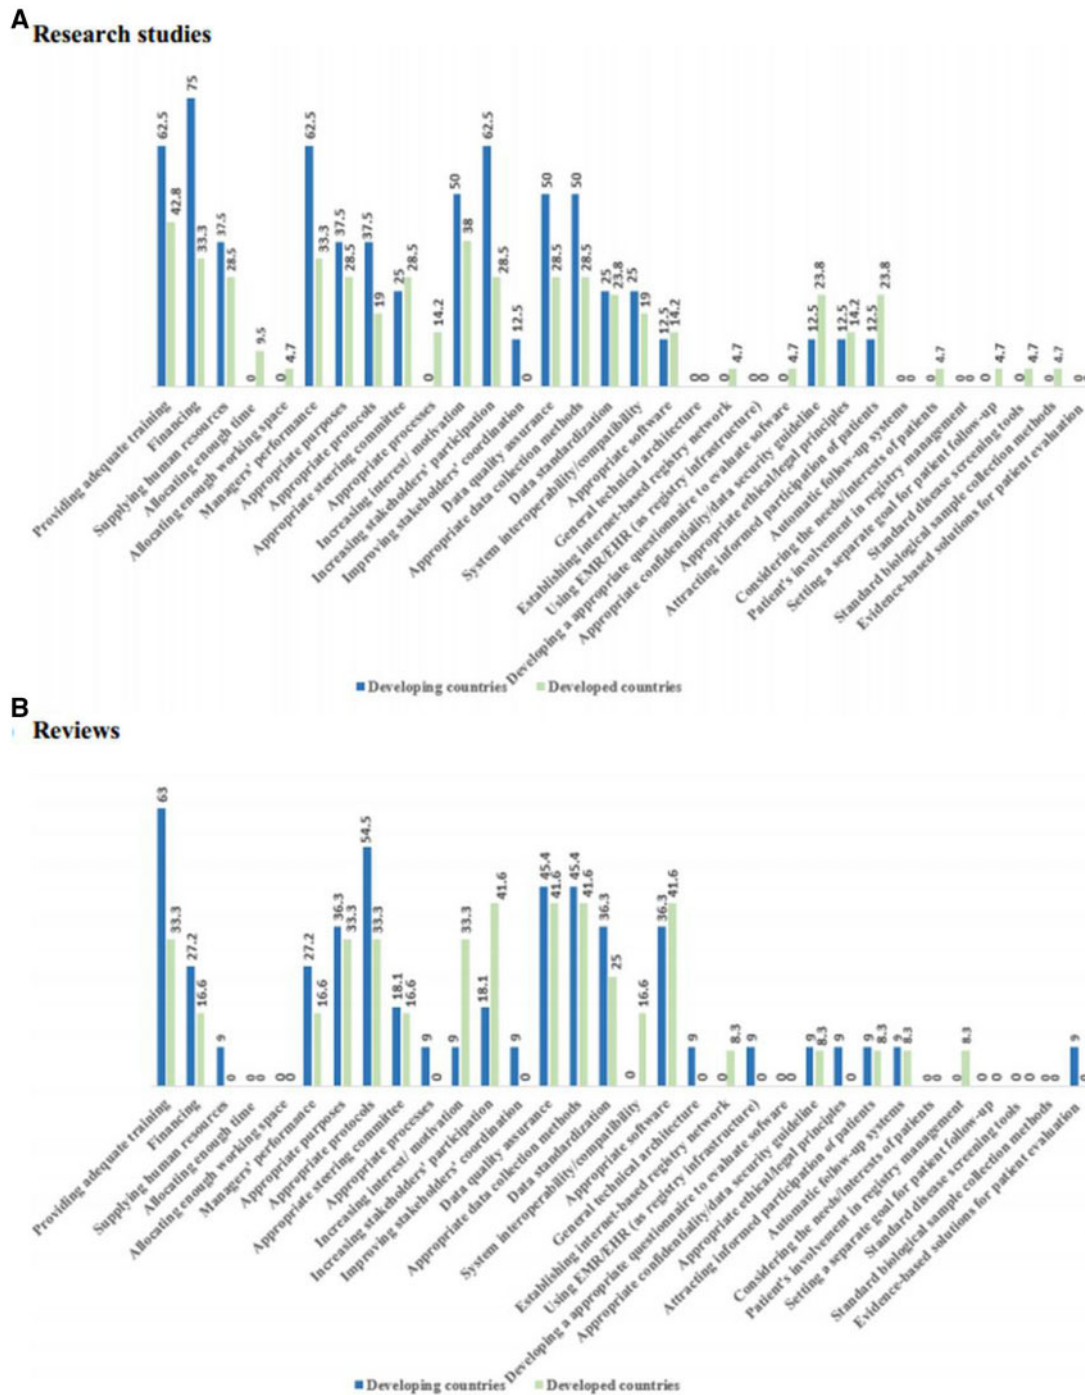 A
Research studies
62.5
42.8
75
33.3
37.5
28.5
0
9.5
0
4.7
62.5
33.3
37.5
28.5
37.5
19
25
28.5
0
14.2
50
38
62.5
28.5
12.5
0
50
28.5
50
28.5
25
23.8
25
19
12.5
14.2
0
0
0
4.7
0
0
0
4.7
12.5
23.8
12.5
14.2
12.5
23.8
0
0
0
4.7
0
0
0
4.7
0
4.7
0
4.7
0
0
Providing adequate training
Financing
Supplying human resources
Allocating enough time
Allocating enough working space
Managers' performance
Appropriate purposes
Appropriate protocols
Appropriate steering committee
Appropriate processes
Increasing interest/ motivation
Increasing stakeholders' participation
Improving stakeholders' coordination
Data quality assurance
Appropriate data collection methods
Data standardization
System interoperability/compatibility
Appropriate software
General technical architecture
Establishing internet-based registry network
Using EMR/EHR (as registry infrastructure)
Developing a appropriate questionnaire to evaluate sofware
Appropriate confidentiality/data security guideline
Appropriate ethical/legal principles
Attracting informed participation of patients
Automatic follow-up systems
Considering the needs/interests of patients
Patient's involvement in registry management
Setting a separate goal for patient follow-up
Standard disease screening tools
Standard biological sample collection methods
Evidence-based solutions for patient evaluation
Developing countries
Developed countries
B
Reviews
63
33.3
27.2
16.6
9
0
0
0
0
0
27.2
16.6
36.3
33.3
54.5
33.3
18.1
16.6
9
0
9
33.3
18.1
41.6
9
0
45.4
41.6
45.4
41.6
36.3
25
0
16.6
36.3
41.6
9
0
0
8.3
9
0
0
0
9
8.3
9
0
9
8.3
9
8.3
0
0
0
8.3
0
0
0
0
0
0
9
0
Providing adequate training
Financing
Supplying human resources
Allocating enough time
Allocating enough working space
Managers' performance
Appropriate purposes
Appropriate protocols
Appropriate steering committee
Appropriate processes
Increasing interest/ motivation
Increasing stakeholders' participation
Improving stakeholders' coordination
Data quality assurance
Appropriate data collection methods
Data standardization
System interoperability/compatibility
Appropriate software
General technical architecture
Establishing internet-based registry network
Using EMR/EHR (as registry infrastructure)
Developing a appropriate questionnaire to evaluate sofware
Appropriate confidentiality/data security guideline
Appropriate ethical/legal principles
Attracting informed participation of patients
Automatic follow-up systems
Considering the needs/interests of patients
Patient's involvement in registry management
Setting a separate goal for patient follow-up
Standard disease screening tools
Standard biological sample collection methods
Evidence-based solutions for patient evaluation
Developing countries
Developed countries